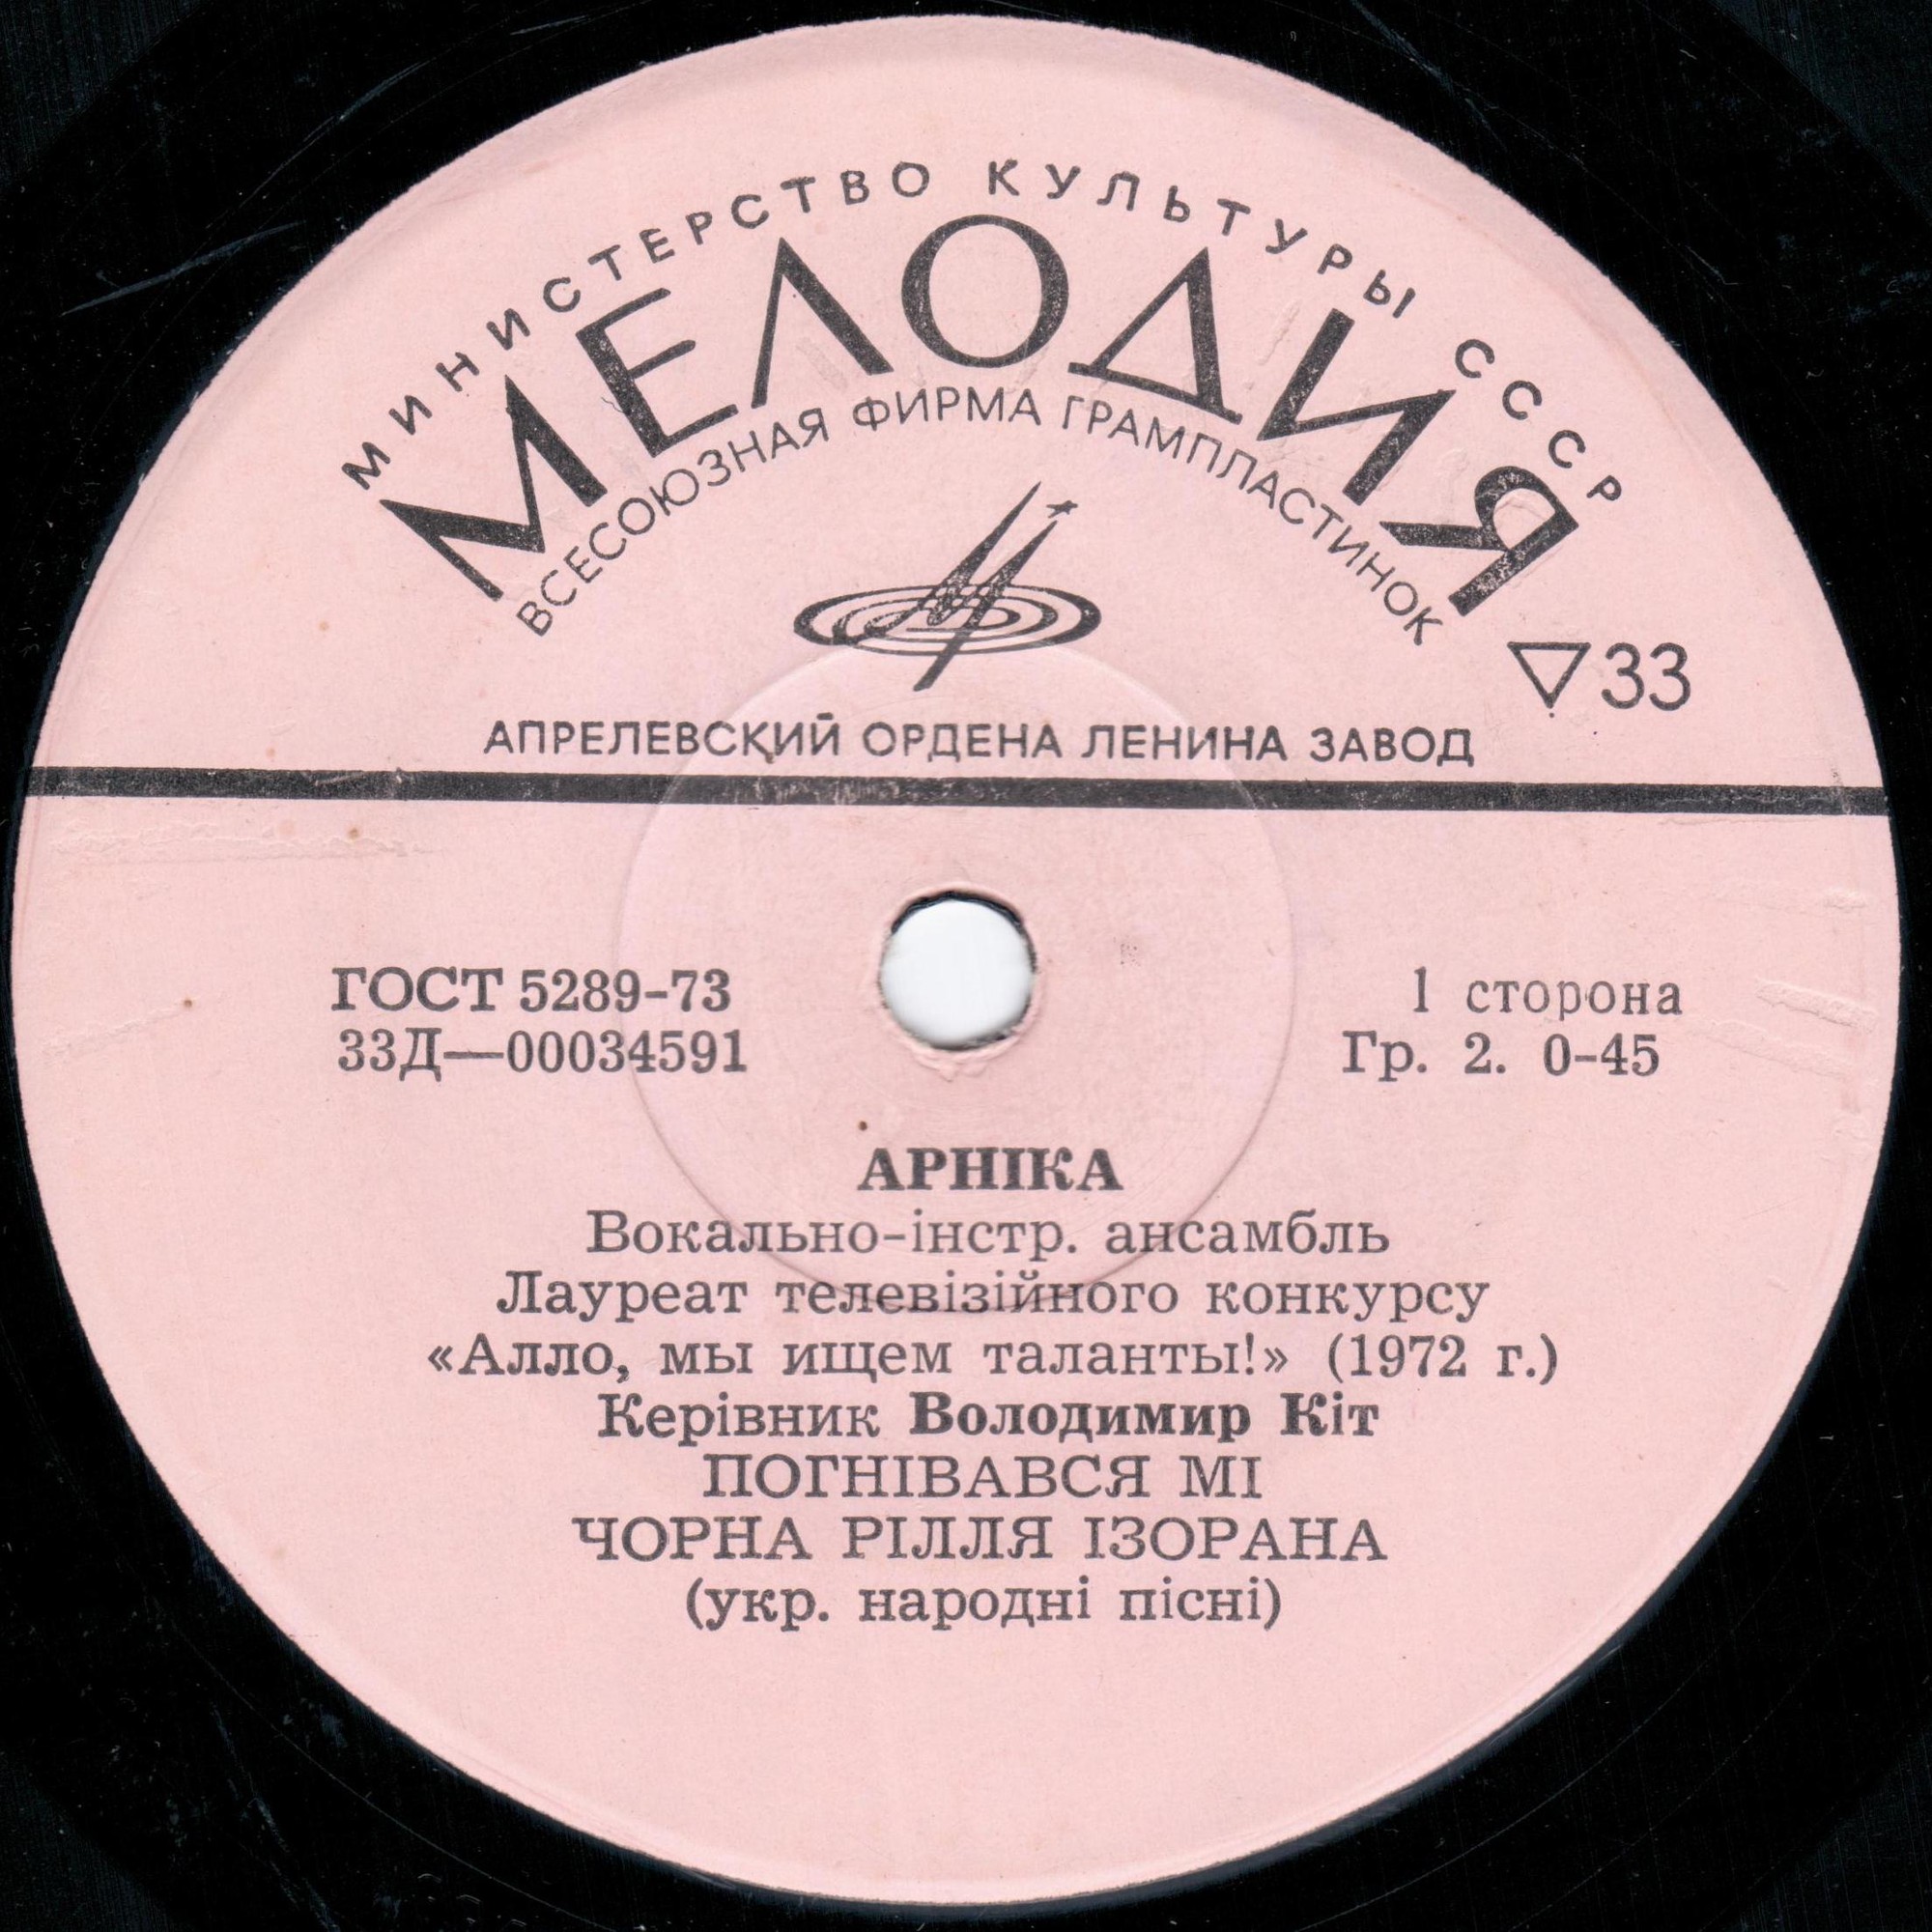 МИНИСТЕРСТВО КУЛЬТУРЫ СССР
МЕЛОДИЯ
ВСЕСОЮЗНАЯ ФИРМА ГРАМПЛАСТИНОК
33
АПРЕЛЕВСКИЙ ОРДЕНА ЛЕНИНА ЗАВОД
ГОСТ 5289-73
33Д—00034591
1 сторона
Гр. 2. 0-45
АРНІКА
Вокально-інстр. ансамбль
Лауреат телевізійного конкурсу
«Алло, мы ищем таланты!» (1972 г.)
Керівник Володимир Кіт
ПОГНІВАВСЯ МІ
ЧОРНА РІЛЛЯ ІЗОРАНА
(укр. народні пісні)